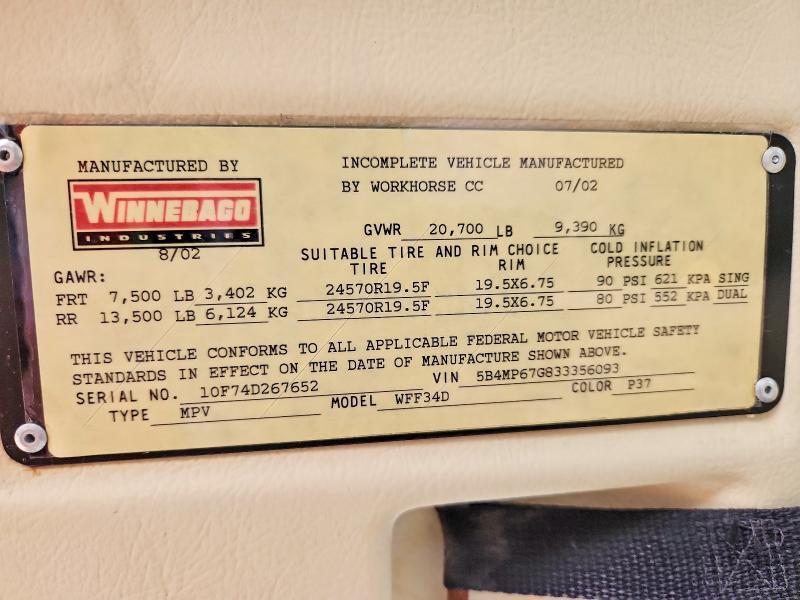 MANUFACTURED BY
WINNEBAGO
INDUSTRIES
8/02
INCOMPLETE VEHICLE MANUFACTURED
BY WORKHORSE CC 07/02
GVWR 20,700 LB 9,390 KG
SUITABLE TIRE AND RIM CHOICE COLD INFLATION
TIRE RIM PRESSURE
GAWR:
FRT 7,500 LB 3,402 KG 24570R19.5F 19.5X6.75 90 PSI 621 KPA SING
RR 13,500 LB 6,124 KG 24570R19.5F 19.5X6.75 80 PSI 552 KPA DUAL
THIS VEHICLE CONFORMS TO ALL APPLICABLE FEDERAL MOTOR VEHICLE SAFETY
STANDARDS IN EFFECT ON THE DATE OF MANUFACTURE SHOWN ABOVE.
SERIAL NO. 10F74D267652 VIN 5B4MP67G833356093
TYPE MPV MODEL WFF34D COLOR P37